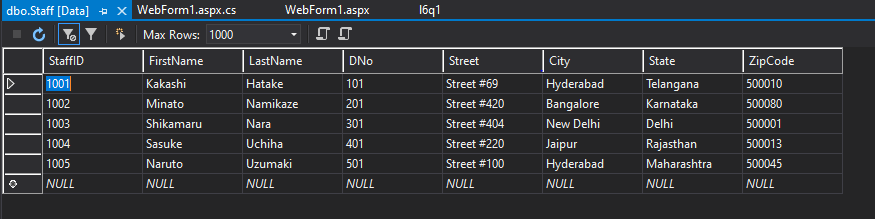 dbo.Staff [Data] WebForm1.aspx.cs WebForm1.aspx l6q1
Max Rows: 1000
StaffID FirstName LastName DNo Street City State ZipCode
1001 Kakashi Hatake 101 Street #69 Hyderabad Telangana 500010
1002 Minato Namikaze 201 Street #420 Bangalore Karnataka 500080
1003 Shikamaru Nara 301 Street #404 New Delhi Delhi 500001
1004 Sasuke Uchiha 401 Street #220 Jaipur Rajasthan 500013
1005 Naruto Uzumaki 501 Street #100 Hyderabad Maharashtra 500045
NULL NULL NULL NULL NULL NULL NULL NULL